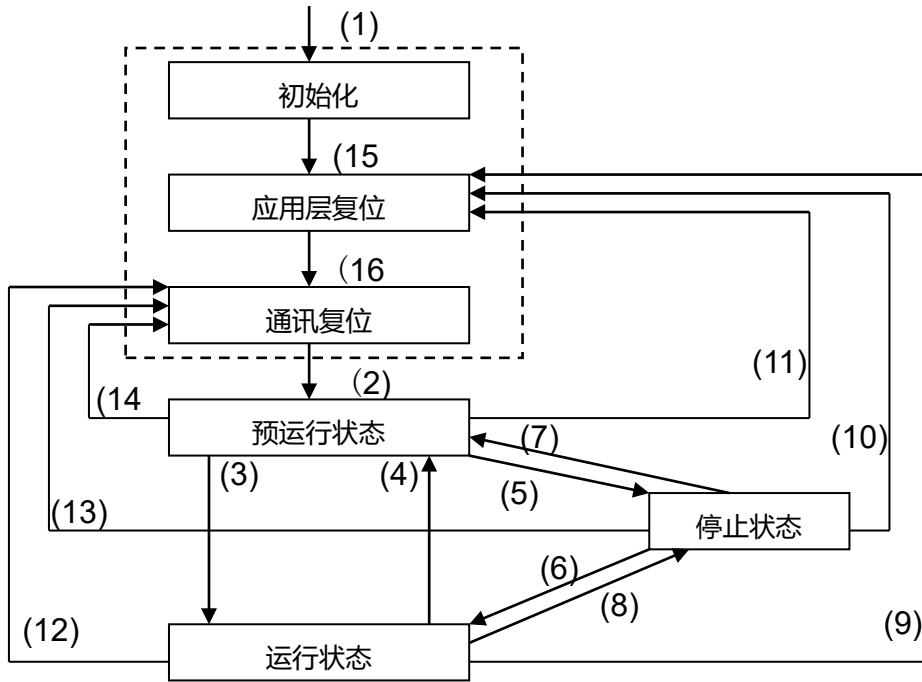 (1)
初始化
(15
应用层复位
（16
通讯复位
（2)
(11)
(14
预运行状态
(7)
(10)
(3)
(4)
(5)
(13)
停止状态
(6)
(8)
(12)
(9)
运行状态